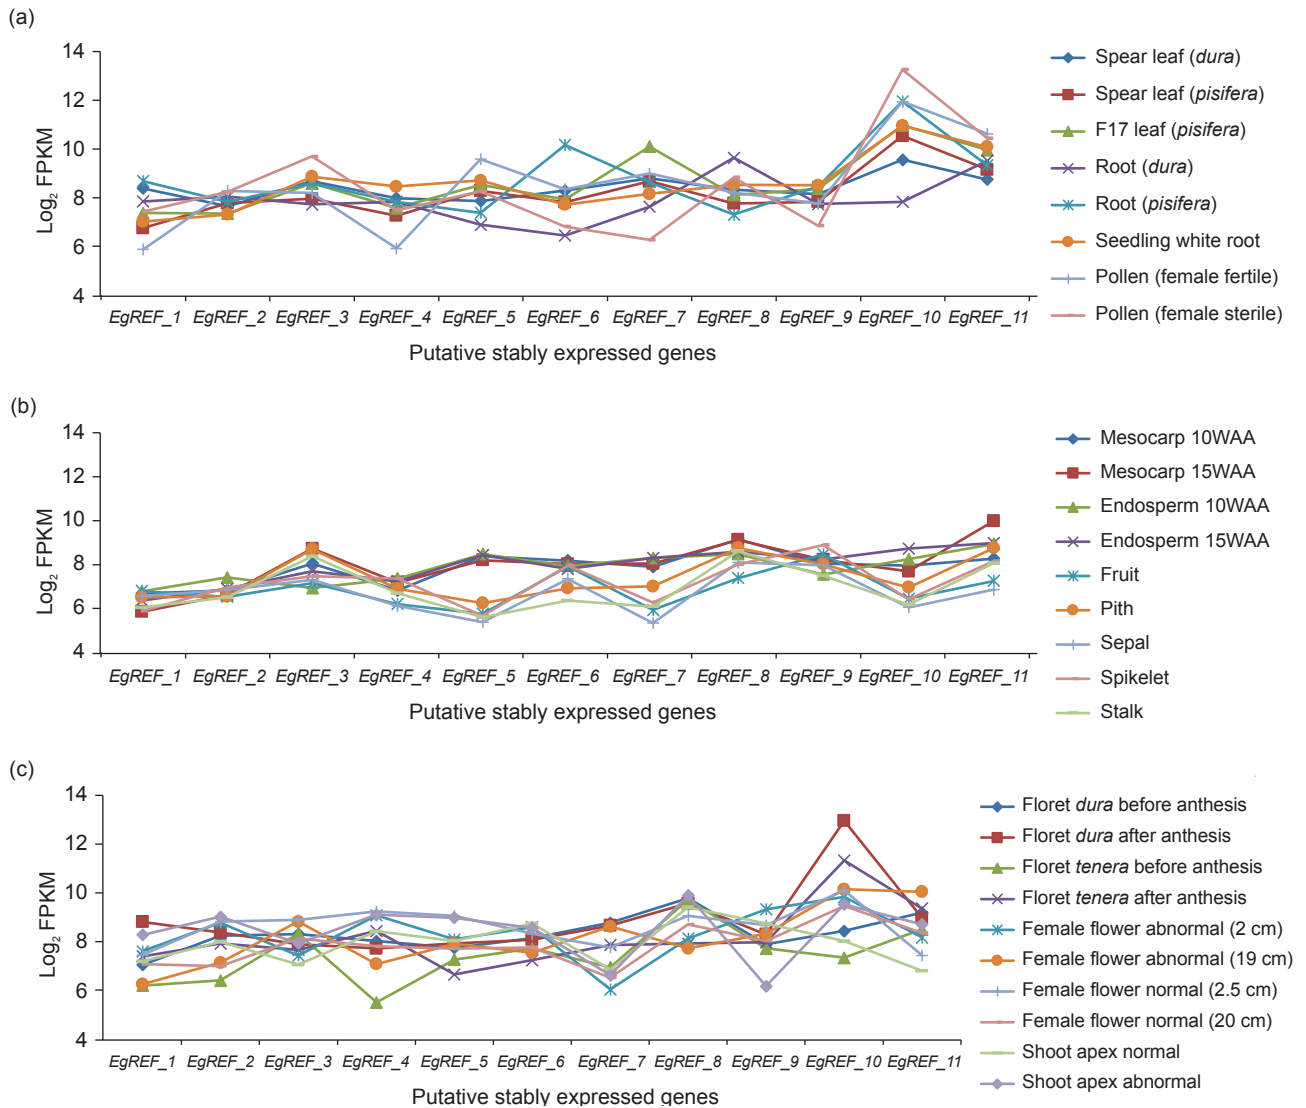 (a)
14
12
10
8
6
4
Log2 FPKM
EgREF_1 EgREF_2 EgREF_3 EgREF_4 EgREF_5 EgREF_6 EgREF_7 EgREF_8 EgREF_9 EgREF_10 EgREF_11
Putative stably expressed genes
Spear leaf (dura)
Spear leaf (pisifera)
F17 leaf (pisifera)
Root (dura)
Root (pisifera)
Seedling white root
Pollen (female fertile)
Pollen (female sterile)
(b)
14
12
10
8
6
4
Log2 FPKM
EgREF_1 EgREF_2 EgREF_3 EgREF_4 EgREF_5 EgREF_6 EgREF_7 EgREF_8 EgREF_9 EgREF_10 EgREF_11
Putative stably expressed genes
Mesocarp 10WAA
Mesocarp 15WAA
Endosperm 10WAA
Endosperm 15WAA
Fruit
Pith
Sepal
Spikelet
Stalk
(c)
14
12
10
8
6
4
Log2 FPKM
EgREF_1 EgREF_2 EgREF_3 EgREF_4 EgREF_5 EgREF_6 EgREF_7 EgREF_8 EgREF_9 EgREF_10 EgREF_11
Putative stably expressed genes
Floret dura before anthesis
Floret dura after anthesis
Floret tenera before anthesis
Floret tenera after anthesis
Female flower abnormal (2 cm)
Female flower abnormal (19 cm)
Female flower normal (2.5 cm)
Female flower normal (20 cm)
Shoot apex normal
Shoot apex abnormal